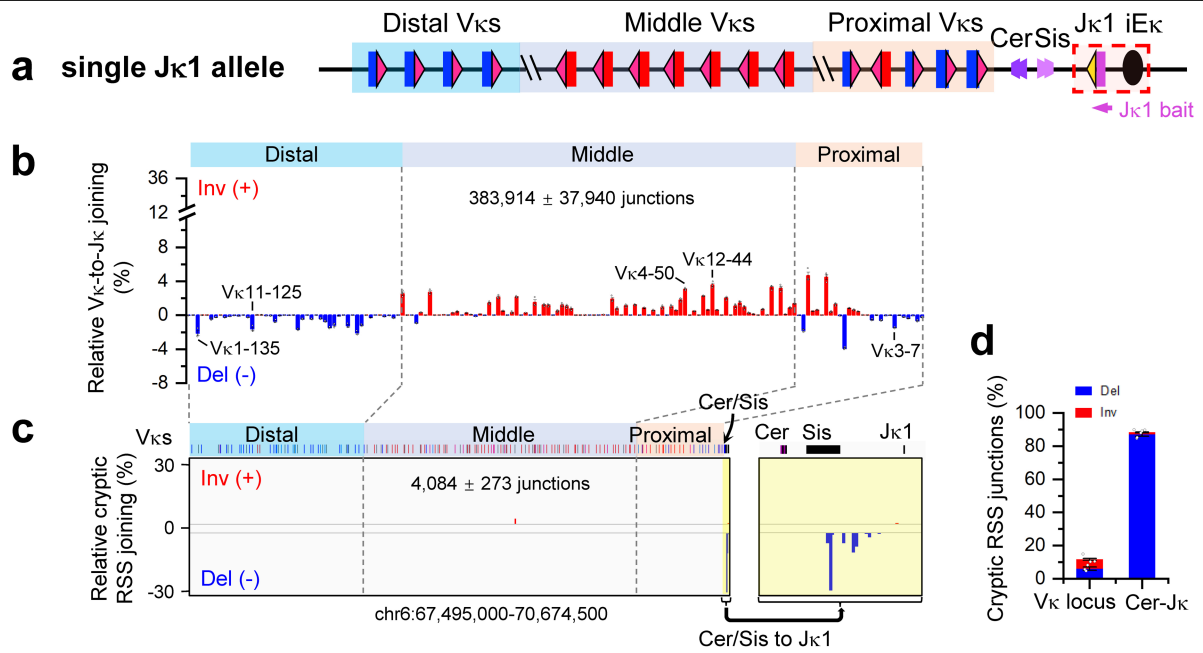 a
single Jκ1 allele
Distal Vκs
Middle Vκs
Proximal Vκs
CerSis
Jκ1 iEκ
Jκ1 bait
b
Distal
Middle
Proximal
Relative Vκ-to-Jκ joining
(%)
36
12
8
4
0
-4
-8
Inv (+)
383,914 ± 37,940 junctions
Vκ11-125
Vκ1-135
Vκ4-50
Vκ12-44
Vκ3-7
Del (-)
c
Vκs
Distal
Middle
Proximal
Cer/Sis
Cer
Sis
Jκ1
Relative cryptic
RSS joining (%)
30
0
-30
Inv (+)
4,084 ± 273 junctions
Del (-)
chr6:67,495,000-70,674,500
Cer/Sis to Jκ1
d
Del
Inv
Cryptic RSS junctions (%)
100
80
60
40
20
0
Vκ locus
Cer-Jκ